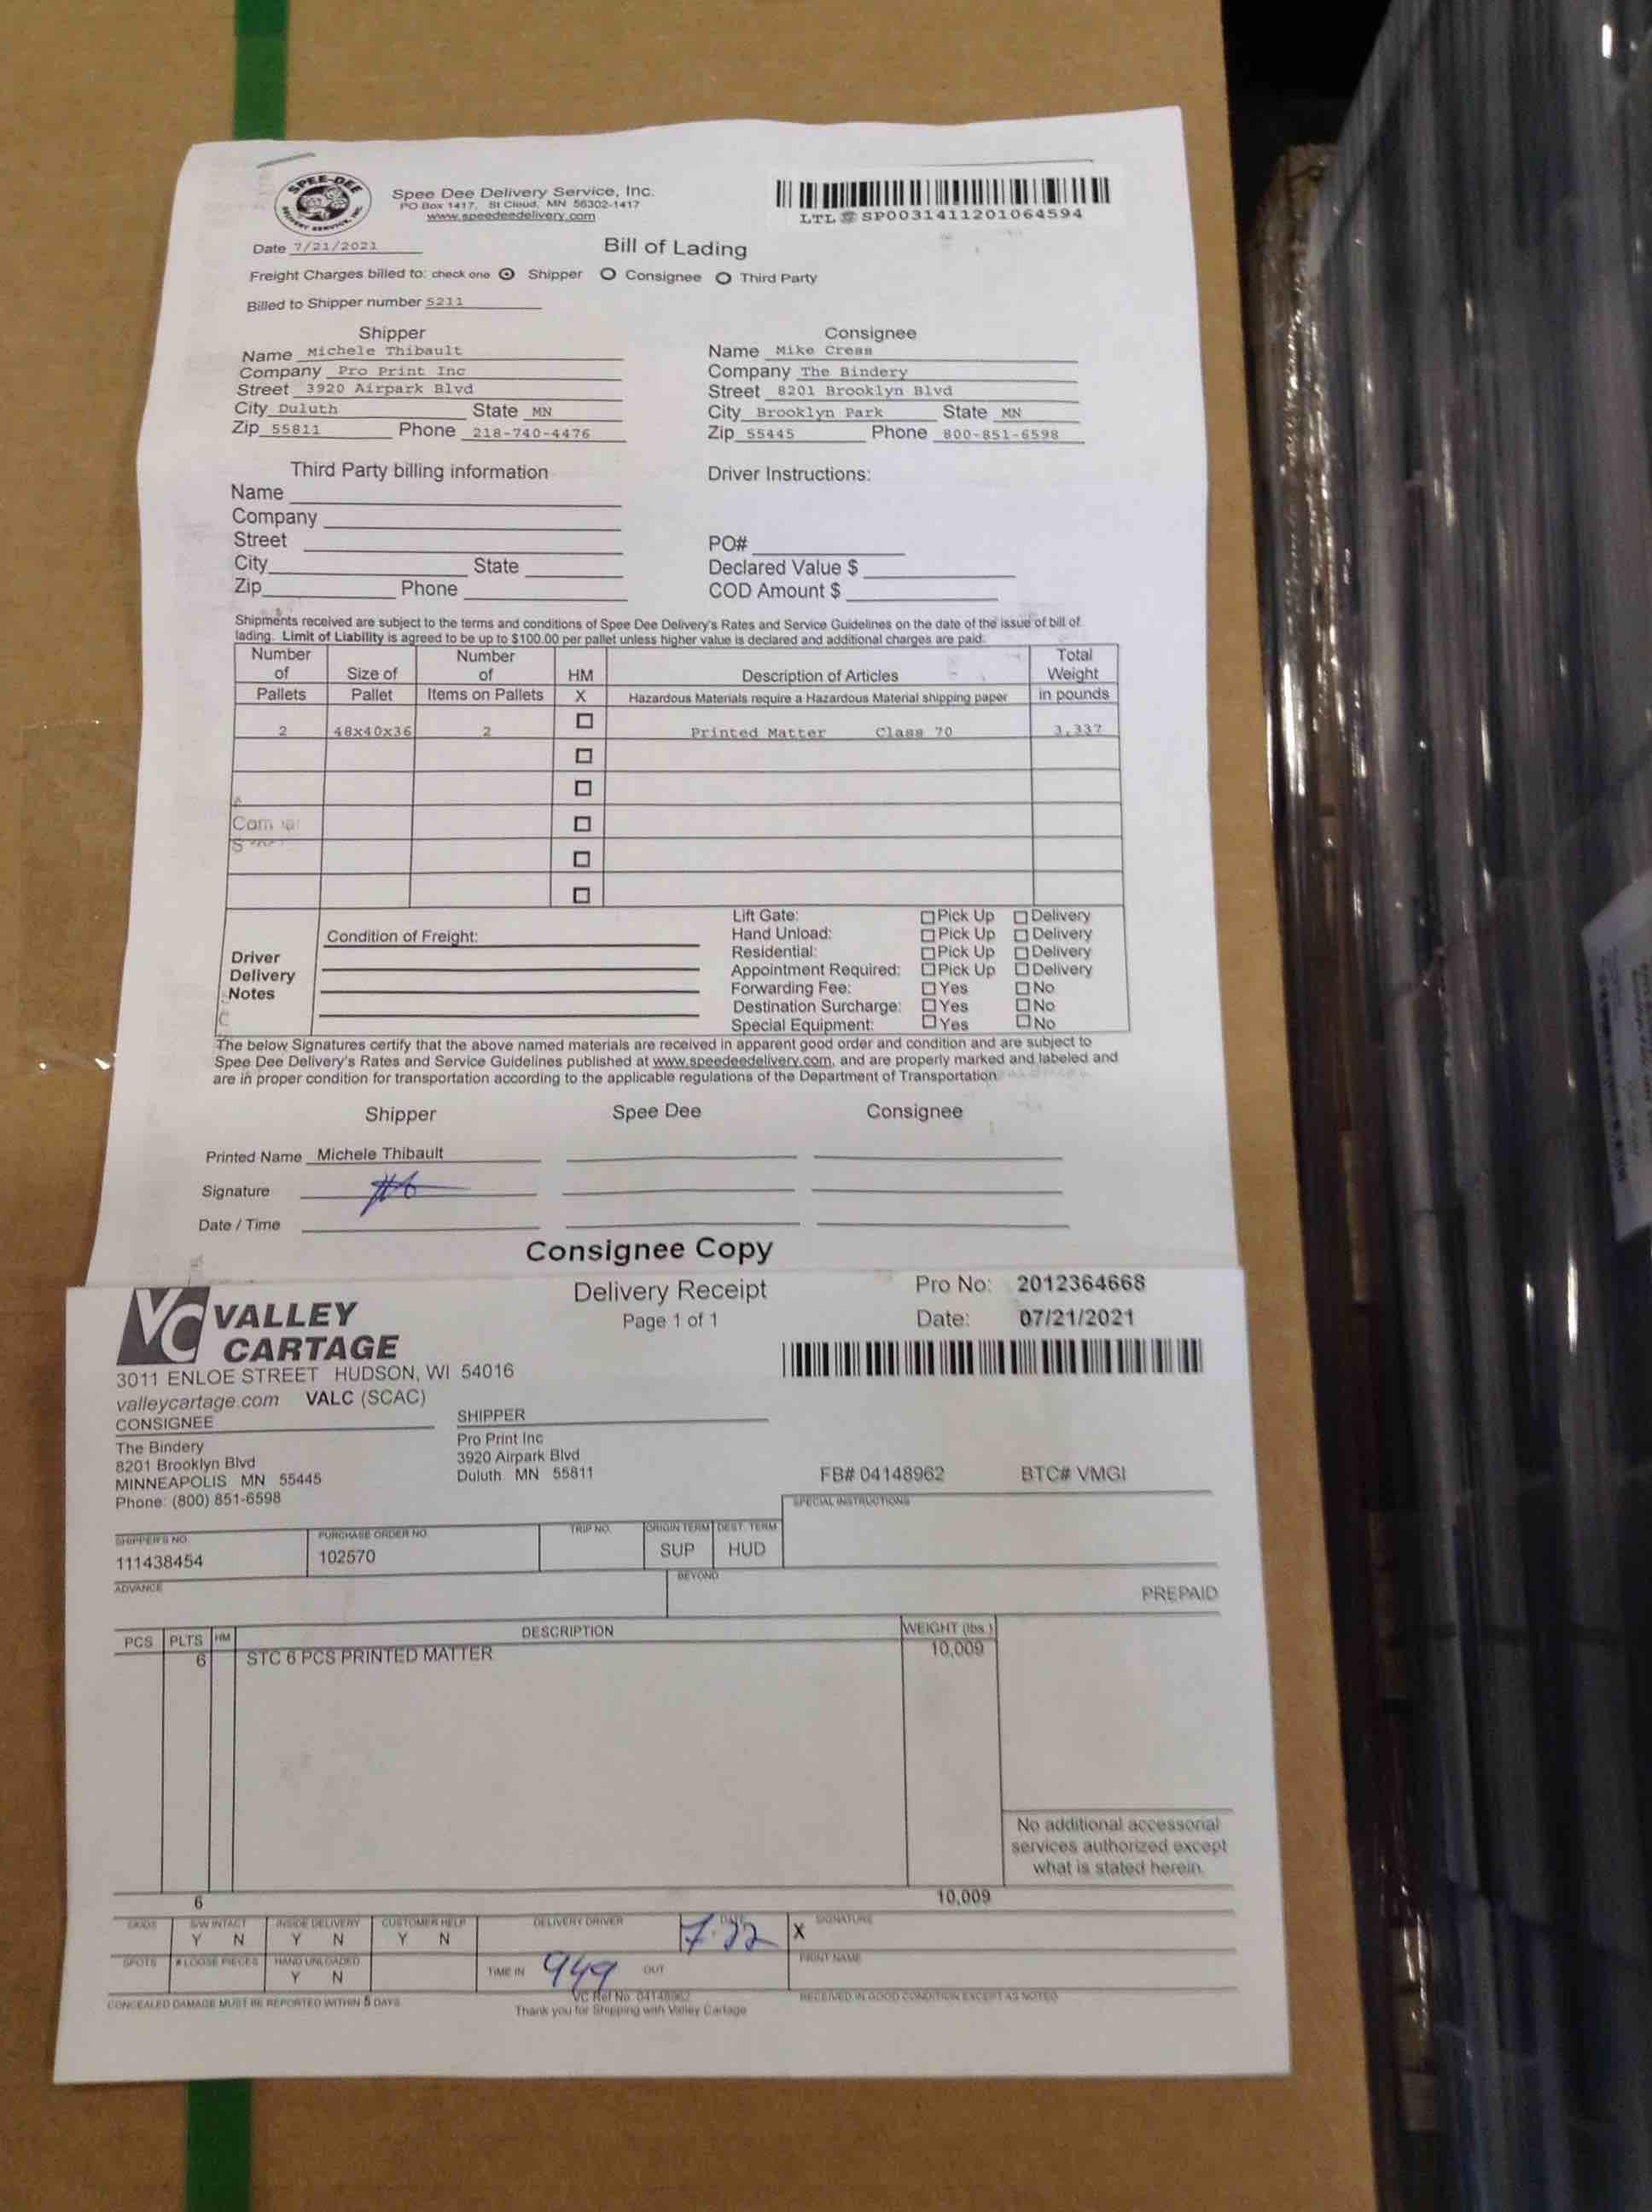 SPEE-DEE
DELIVERY SERVICE, INC.
Spee Dee Delivery Service, Inc.
PO Box 1417, St Cloud, MN 56302-1417
www.speedeedelivery.com
LTL SP0031411201064594
Date 7/21/2021
Bill of Lading
Freight Charges billed to: check one Shipper Consignee Third Party
Billed to Shipper number 5211
Shipper
Name Michele Thibault
Company Pro Print Inc
Street 3920 Airpark Blvd
City Duluth State MN
Zip 55811 Phone 218-740-4476
Consignee
Name Mike Cress
Company The Bindery
Street 8201 Brooklyn Blvd
City Brooklyn Park State MN
Zip 55445 Phone 800-851-6598
Third Party billing information
Name
Company
Street
City State
Zip Phone
Driver Instructions:
PO#
Declared Value $
COD Amount $
Shipments received are subject to the terms and conditions of Spee Dee Delivery's Rates and Service Guidelines on the date of the issue of bill of
lading. Limit of Liability is agreed to be up to $100.00 per pallet unless higher value is declared and additional charges are paid.
Number of Pallets
Size of Pallet
Number of Items on Pallets
HM X
Description of Articles
Hazardous Materials require a Hazardous Material shipping paper
Total Weight in pounds
2 48x40x36 2 Printed Matter Class 70 3,337
Driver Delivery Notes
Condition of Freight:
Lift Gate: Pick Up Delivery
Hand Unload: Pick Up Delivery
Residential: Pick Up Delivery
Appointment Required: Pick Up Delivery
Forwarding Fee: Yes No
Destination Surcharge: Yes No
Special Equipment: Yes No
The below Signatures certify that the above named materials are received in apparent good order and condition and are subject to
Spee Dee Delivery's Rates and Service Guidelines published at www.speedeedelivery.com, and are properly marked and labeled and
are in proper condition for transportation according to the applicable regulations of the Department of Transportation
Shipper Spee Dee Consignee
Printed Name Michele Thibault
Signature
Date / Time
Consignee Copy
VC VALLEY
CARTAGE
3011 ENLOE STREET HUDSON, WI 54016
valleycartage.com VALC (SCAC)
Delivery Receipt
Page 1 of 1
Pro No: 2012364668
Date: 07/21/2021
CONSIGNEE
The Bindery
8201 Brooklyn Blvd
MINNEAPOLIS MN 55445
Phone: (800) 851-6598
SHIPPER
Pro Print Inc
3920 Airpark Blvd
Duluth MN 55811
FB# 04148962 BTC# VMGI
SPECIAL INSTRUCTIONS
SHIPPER'S NO. PURCHASE ORDER NO. TRIP NO. ORIGIN TERM DEST. TERM
111438454 102570 SUP HUD
ADVANCE BEYOND
PREPAID
PCS PLTS HM DESCRIPTION WEIGHT (lbs.)
6 STC 6 PCS PRINTED MATTER 10,009
No additional accessorial
services authorized except
what is stated herein.
6 10,009
SKIDS S/W INTACT INSIDE DELIVERY CUSTOMER HELP DELIVERY DRIVER DATE SIGNATURE
Y N Y N Y N 7-22 X
SPOTS # LOOSE PIECES HAND UNLOADED TIME IN 949 OUT PRINT NAME
Y N
CONCEALED DAMAGE MUST BE REPORTED WITHIN 5 DAYS
VC Ref No. 04148962
Thank you for Shipping with Valley Cartage
RECEIVED IN GOOD CONDITION EXCEPT AS NOTED